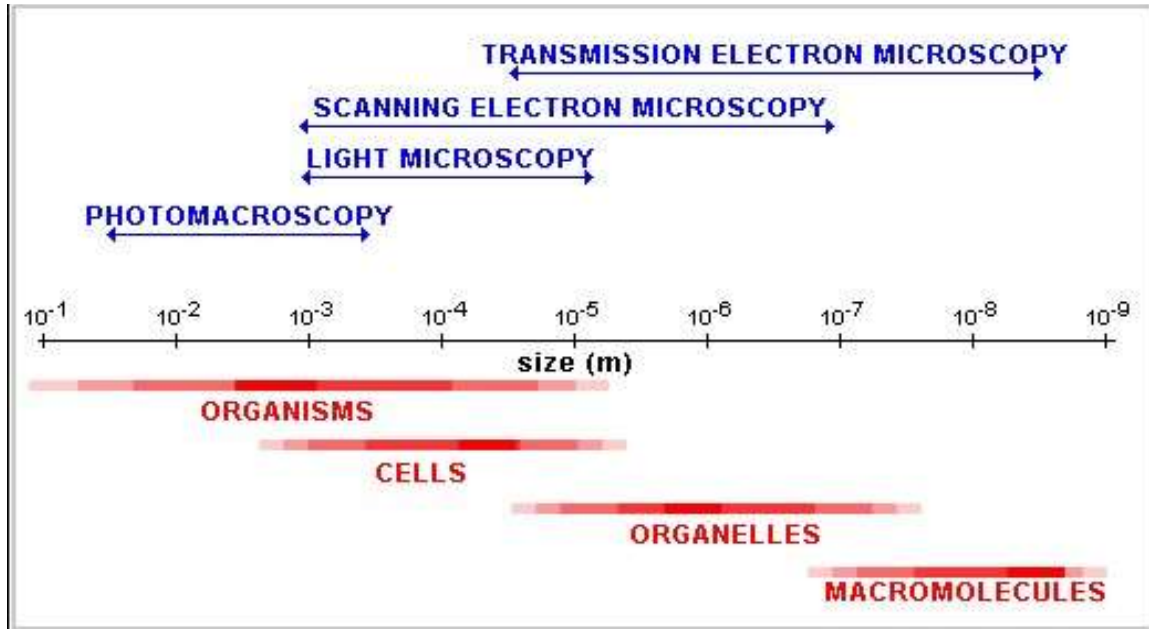 TRANSMISSION ELECTRON MICROSCOPY
SCANNING ELECTRON MICROSCOPY
LIGHT MICROSCOPY
PHOTOMACROSCOPY
10-1 10-2 10-3 10-4 10-5 10-6 10-7 10-8 10-9
size (m)
ORGANISMS
CELLS
ORGANELLES
MACROMOLECULES